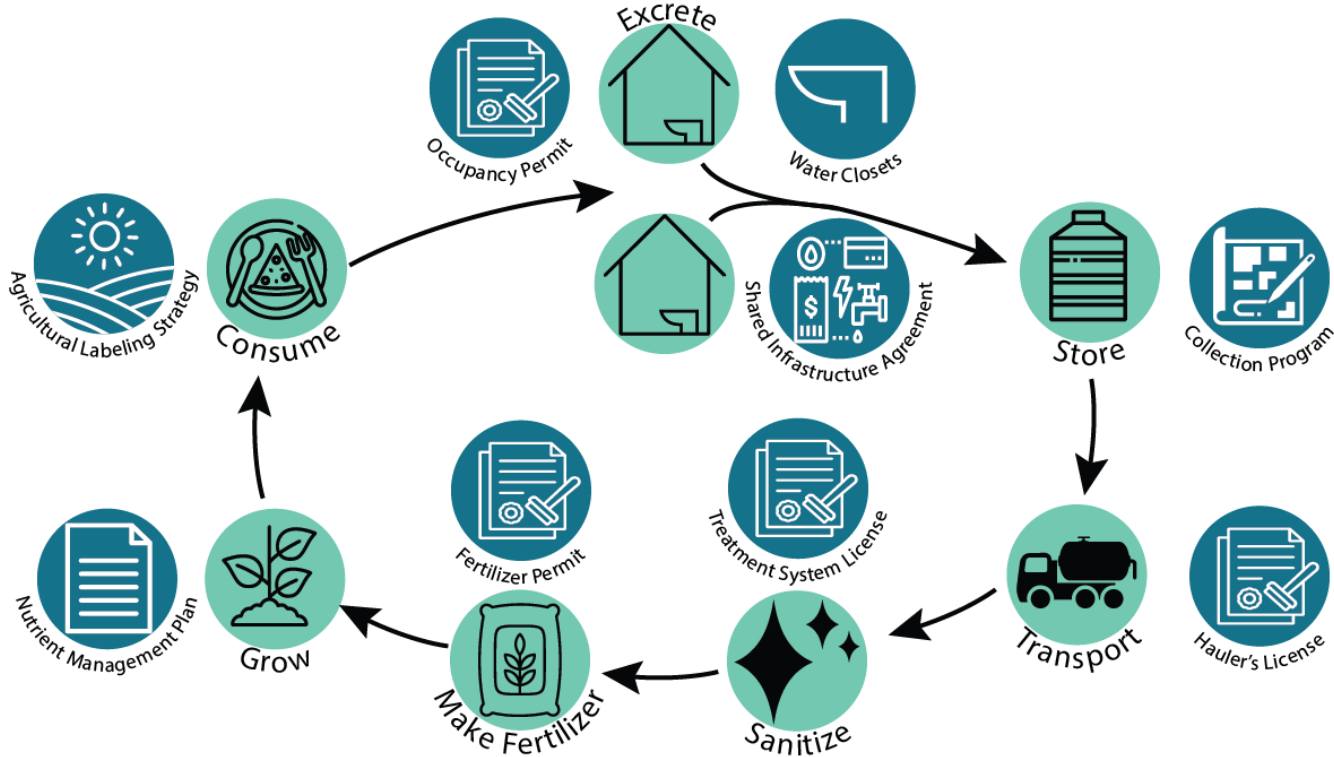 Excrete
Occupancy Permit
Water Closets
Agricultural Labeling Strategy
Consume
$
Shared Infrastructure Agreement
Store
Collection Program
Fertilizer Permit
Treatment System License
Nutrient Management Plan
Grow
Make Fertilizer
Sanitize
Transport
Hauler's License